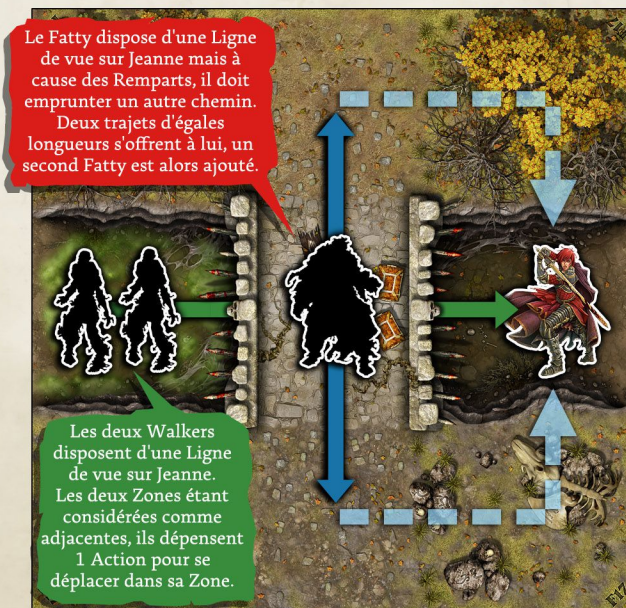 Le Fatty dispose d'une Ligne
de vue sur Jeanne mais à
cause des Remparts, il doit
emprunter un autre chemin.
Deux trajets d'égales
longueurs s'offrent à lui, un
second Fatty est alors ajouté.
Les deux Walkers
disposent d'une Ligne
de vue sur Jeanne.
Les deux Zones étant
considérées comme
adjacentes, ils dépensent
1 Action pour se
déplacer dans sa Zone.